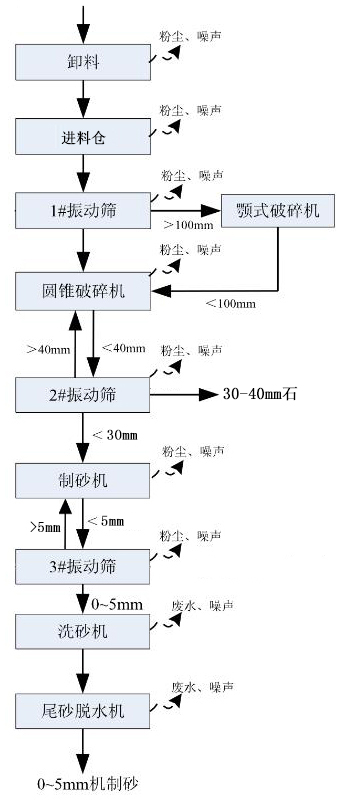 粉尘、噪声
卸料
粉尘、噪声
进料仓
粉尘、噪声
1#振动筛
>100mm
颚式破碎机
粉尘、噪声
圆锥破碎机
<100mm
>40mm
<40mm
粉尘、噪声
2#振动筛
30-40mm石
<30mm
粉尘、噪声
制砂机
>5mm
<5mm
粉尘、噪声
3#振动筛
0~5mm
废水、噪声
洗砂机
废水、噪声
尾砂脱水机
0~5mm机制砂